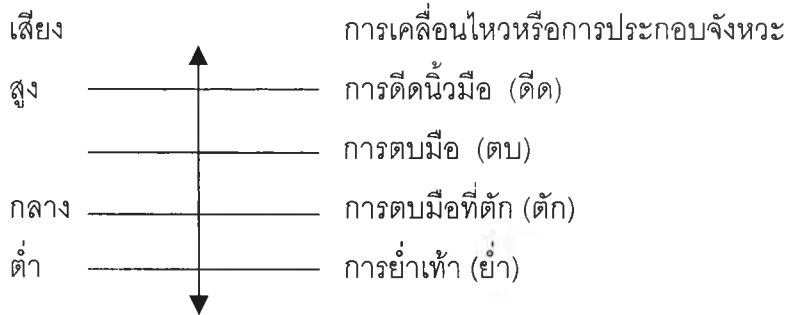 เสียง การเคลื่อนไหวหรือการประกอบจังหวะ
สูง การดีดนิ้วมือ (ดีด)
การตบมือ (ตบ)
กลาง การตบมือที่ตัก (ตัก)
ต่ำ การย่ำเท้า (ย่ำ)